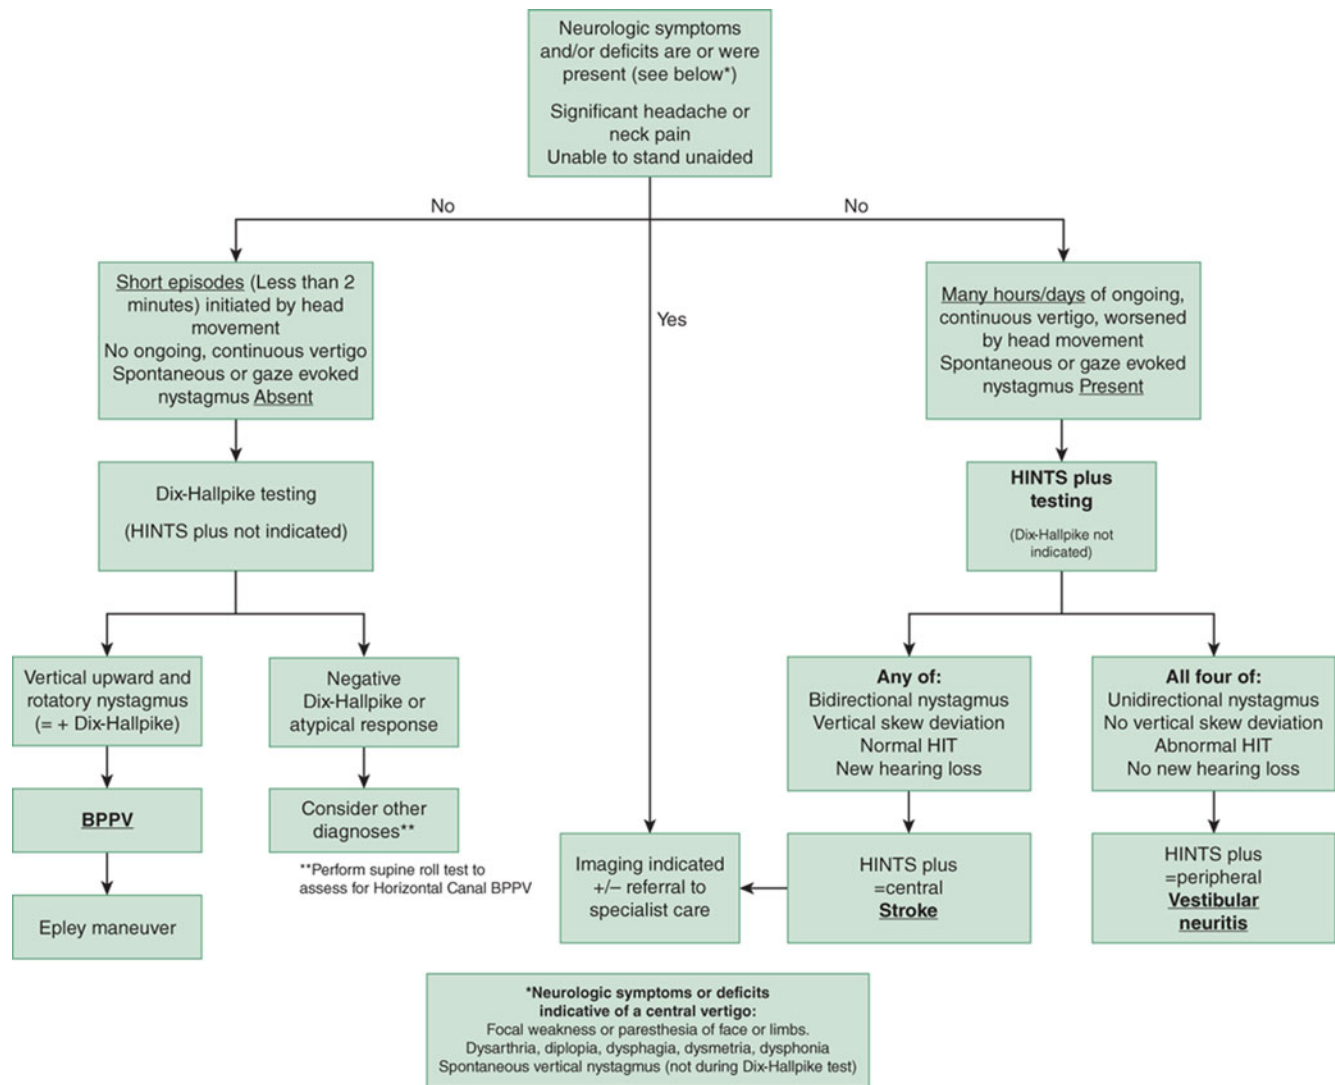 Neurologic symptoms
and/or deficits are or were
present (see below*)
Significant headache or
neck pain
Unable to stand unaided
No
No
Yes
Short episodes (Less than 2
minutes) initiated by head
movement
No ongoing, continuous vertigo
Spontaneous or gaze evoked
nystagmus Absent
Many hours/days of ongoing,
continuous vertigo, worsened
by head movement
Spontaneous or gaze evoked
nystagmus Present
Dix-Hallpike testing
(HINTS plus not indicated)
HINTS plus
testing
(Dix-Hallpike not
indicated)
Vertical upward and
rotatory nystagmus
(= + Dix-Hallpike)
Negative
Dix-Hallpike or
atypical response
Any of:
Bidirectional nystagmus
Vertical skew deviation
Normal HIT
New hearing loss
All four of:
Unidirectional nystagmus
No vertical skew deviation
Abnormal HIT
No new hearing loss
BPPV
Consider other
diagnoses**
**Perform supine roll test to
assess for Horizontal Canal BPPV
Epley maneuver
Imaging indicated
+/– referral to
specialist care
HINTS plus
=central
Stroke
HINTS plus
=peripheral
Vestibular
neuritis
*Neurologic symptoms or deficits
indicative of a central vertigo:
Focal weakness or paresthesia of face or limbs.
Dysarthria, diplopia, dysphagia, dysmetria, dysphonia
Spontaneous vertical nystagmus (not during Dix-Hallpike test)